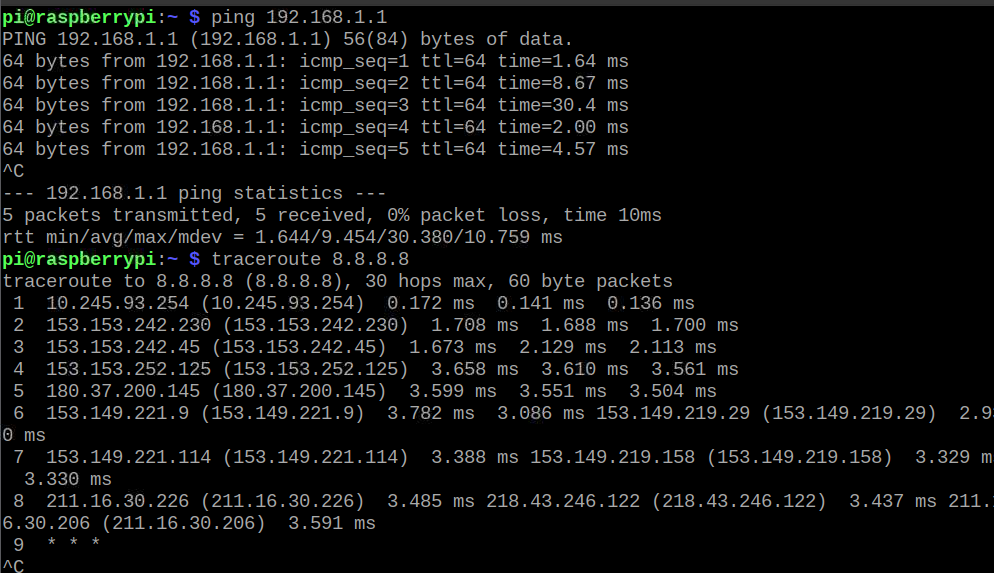 pi@raspberrypi:~ $ ping 192.168.1.1
PING 192.168.1.1 (192.168.1.1) 56(84) bytes of data.
64 bytes from 192.168.1.1: icmp_seq=1 ttl=64 time=1.64 ms
64 bytes from 192.168.1.1: icmp_seq=2 ttl=64 time=8.67 ms
64 bytes from 192.168.1.1: icmp_seq=3 ttl=64 time=30.4 ms
64 bytes from 192.168.1.1: icmp_seq=4 ttl=64 time=2.00 ms
64 bytes from 192.168.1.1: icmp_seq=5 ttl=64 time=4.57 ms
^C
--- 192.168.1.1 ping statistics ---
5 packets transmitted, 5 received, 0% packet loss, time 10ms
rtt min/avg/max/mdev = 1.644/9.454/30.380/10.759 ms
pi@raspberrypi:~ $ traceroute 8.8.8.8
traceroute to 8.8.8.8 (8.8.8.8), 30 hops max, 60 byte packets
 1  10.245.93.254 (10.245.93.254)  0.172 ms  0.141 ms  0.136 ms
 2  153.153.242.230 (153.153.242.230)  1.708 ms  1.688 ms  1.700 ms
 3  153.153.242.45 (153.153.242.45)  1.673 ms  2.129 ms  2.113 ms
 4  153.153.252.125 (153.153.252.125)  3.658 ms  3.610 ms  3.561 ms
 5  180.37.200.145 (180.37.200.145)  3.599 ms  3.551 ms  3.504 ms
 6  153.149.221.9 (153.149.221.9)  3.782 ms  3.086 ms 153.149.219.29 (153.149.219.29)  2.9
0 ms
 7  153.149.221.114 (153.149.221.114)  3.388 ms 153.149.219.158 (153.149.219.158)  3.329 m
  3.330 ms
 8  211.16.30.226 (211.16.30.226)  3.485 ms 218.43.246.122 (218.43.246.122)  3.437 ms 211.
6.30.206 (211.16.30.206)  3.591 ms
 9  * * *
^C